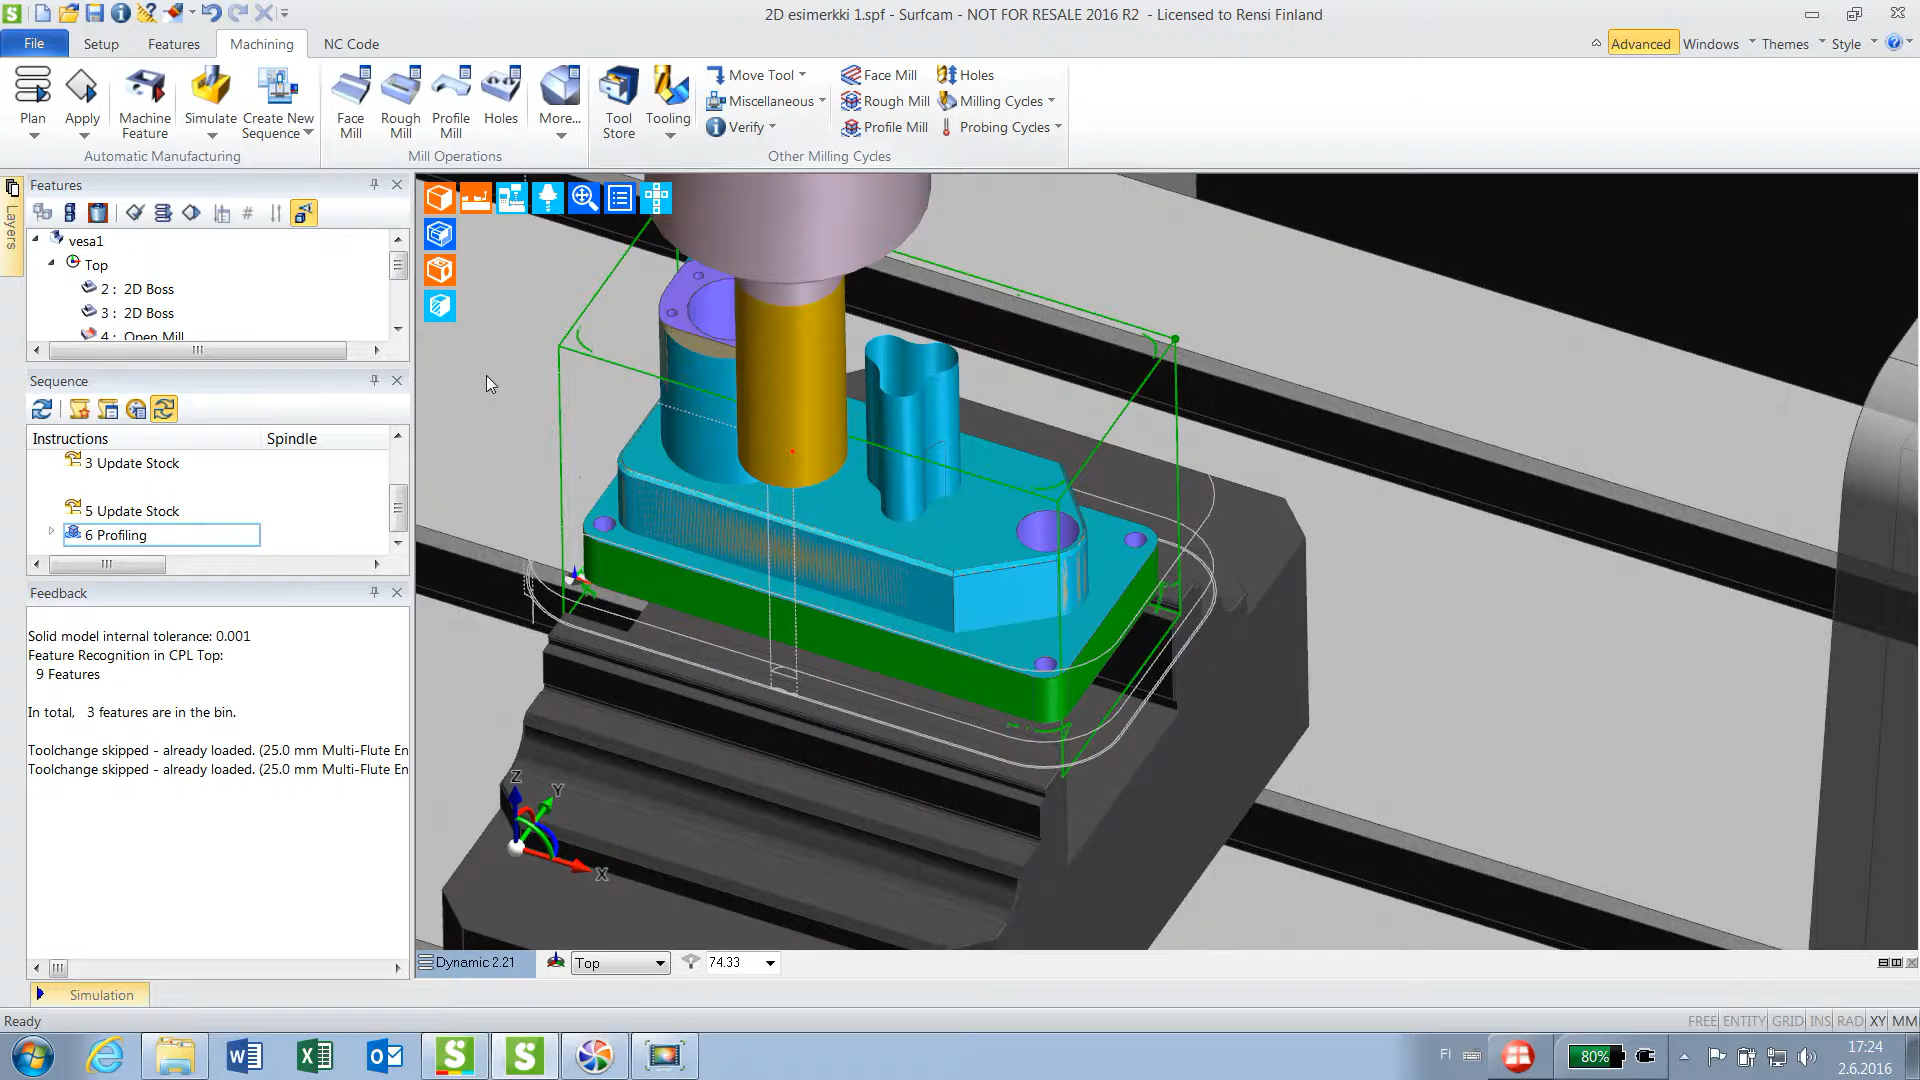 2D esimerkki 1.spf - Surfcam - NOT FOR RESALE 2016 R2 - Licensed to Rensi Finland
File Setup Features Machining NC Code
Advanced Windows Themes Style
Plan
Apply
Machine Feature
Simulate
Create New Sequence
Automatic Manufacturing
Face Mill
Rough Mill
Profile Mill
Holes
More...
Mill Operations
Tool Store
Tooling
Move Tool
Miscellaneous
Verify
Face Mill
Rough Mill
Profile Mill
Holes
Milling Cycles
Probing Cycles
Other Milling Cycles
Layers
Features
vesa1
Top
2 : 2D Boss
3 : 2D Boss
4 : Open Mill
Sequence
Instructions Spindle
3 Update Stock
5 Update Stock
6 Profiling
Feedback
Solid model internal tolerance: 0.001
Feature Recognition in CPL Top:
9 Features
In total, 3 features are in the bin.
Toolchange skipped - already loaded. (25.0 mm Multi-Flute En
Toolchange skipped - already loaded. (25.0 mm Multi-Flute En
Z
Y
X
Dynamic 2.21 Top 74.33
Simulation
Ready
FREE ENTITY GRID INS RAD XY MM
FI 80% 17:24
2.6.2016